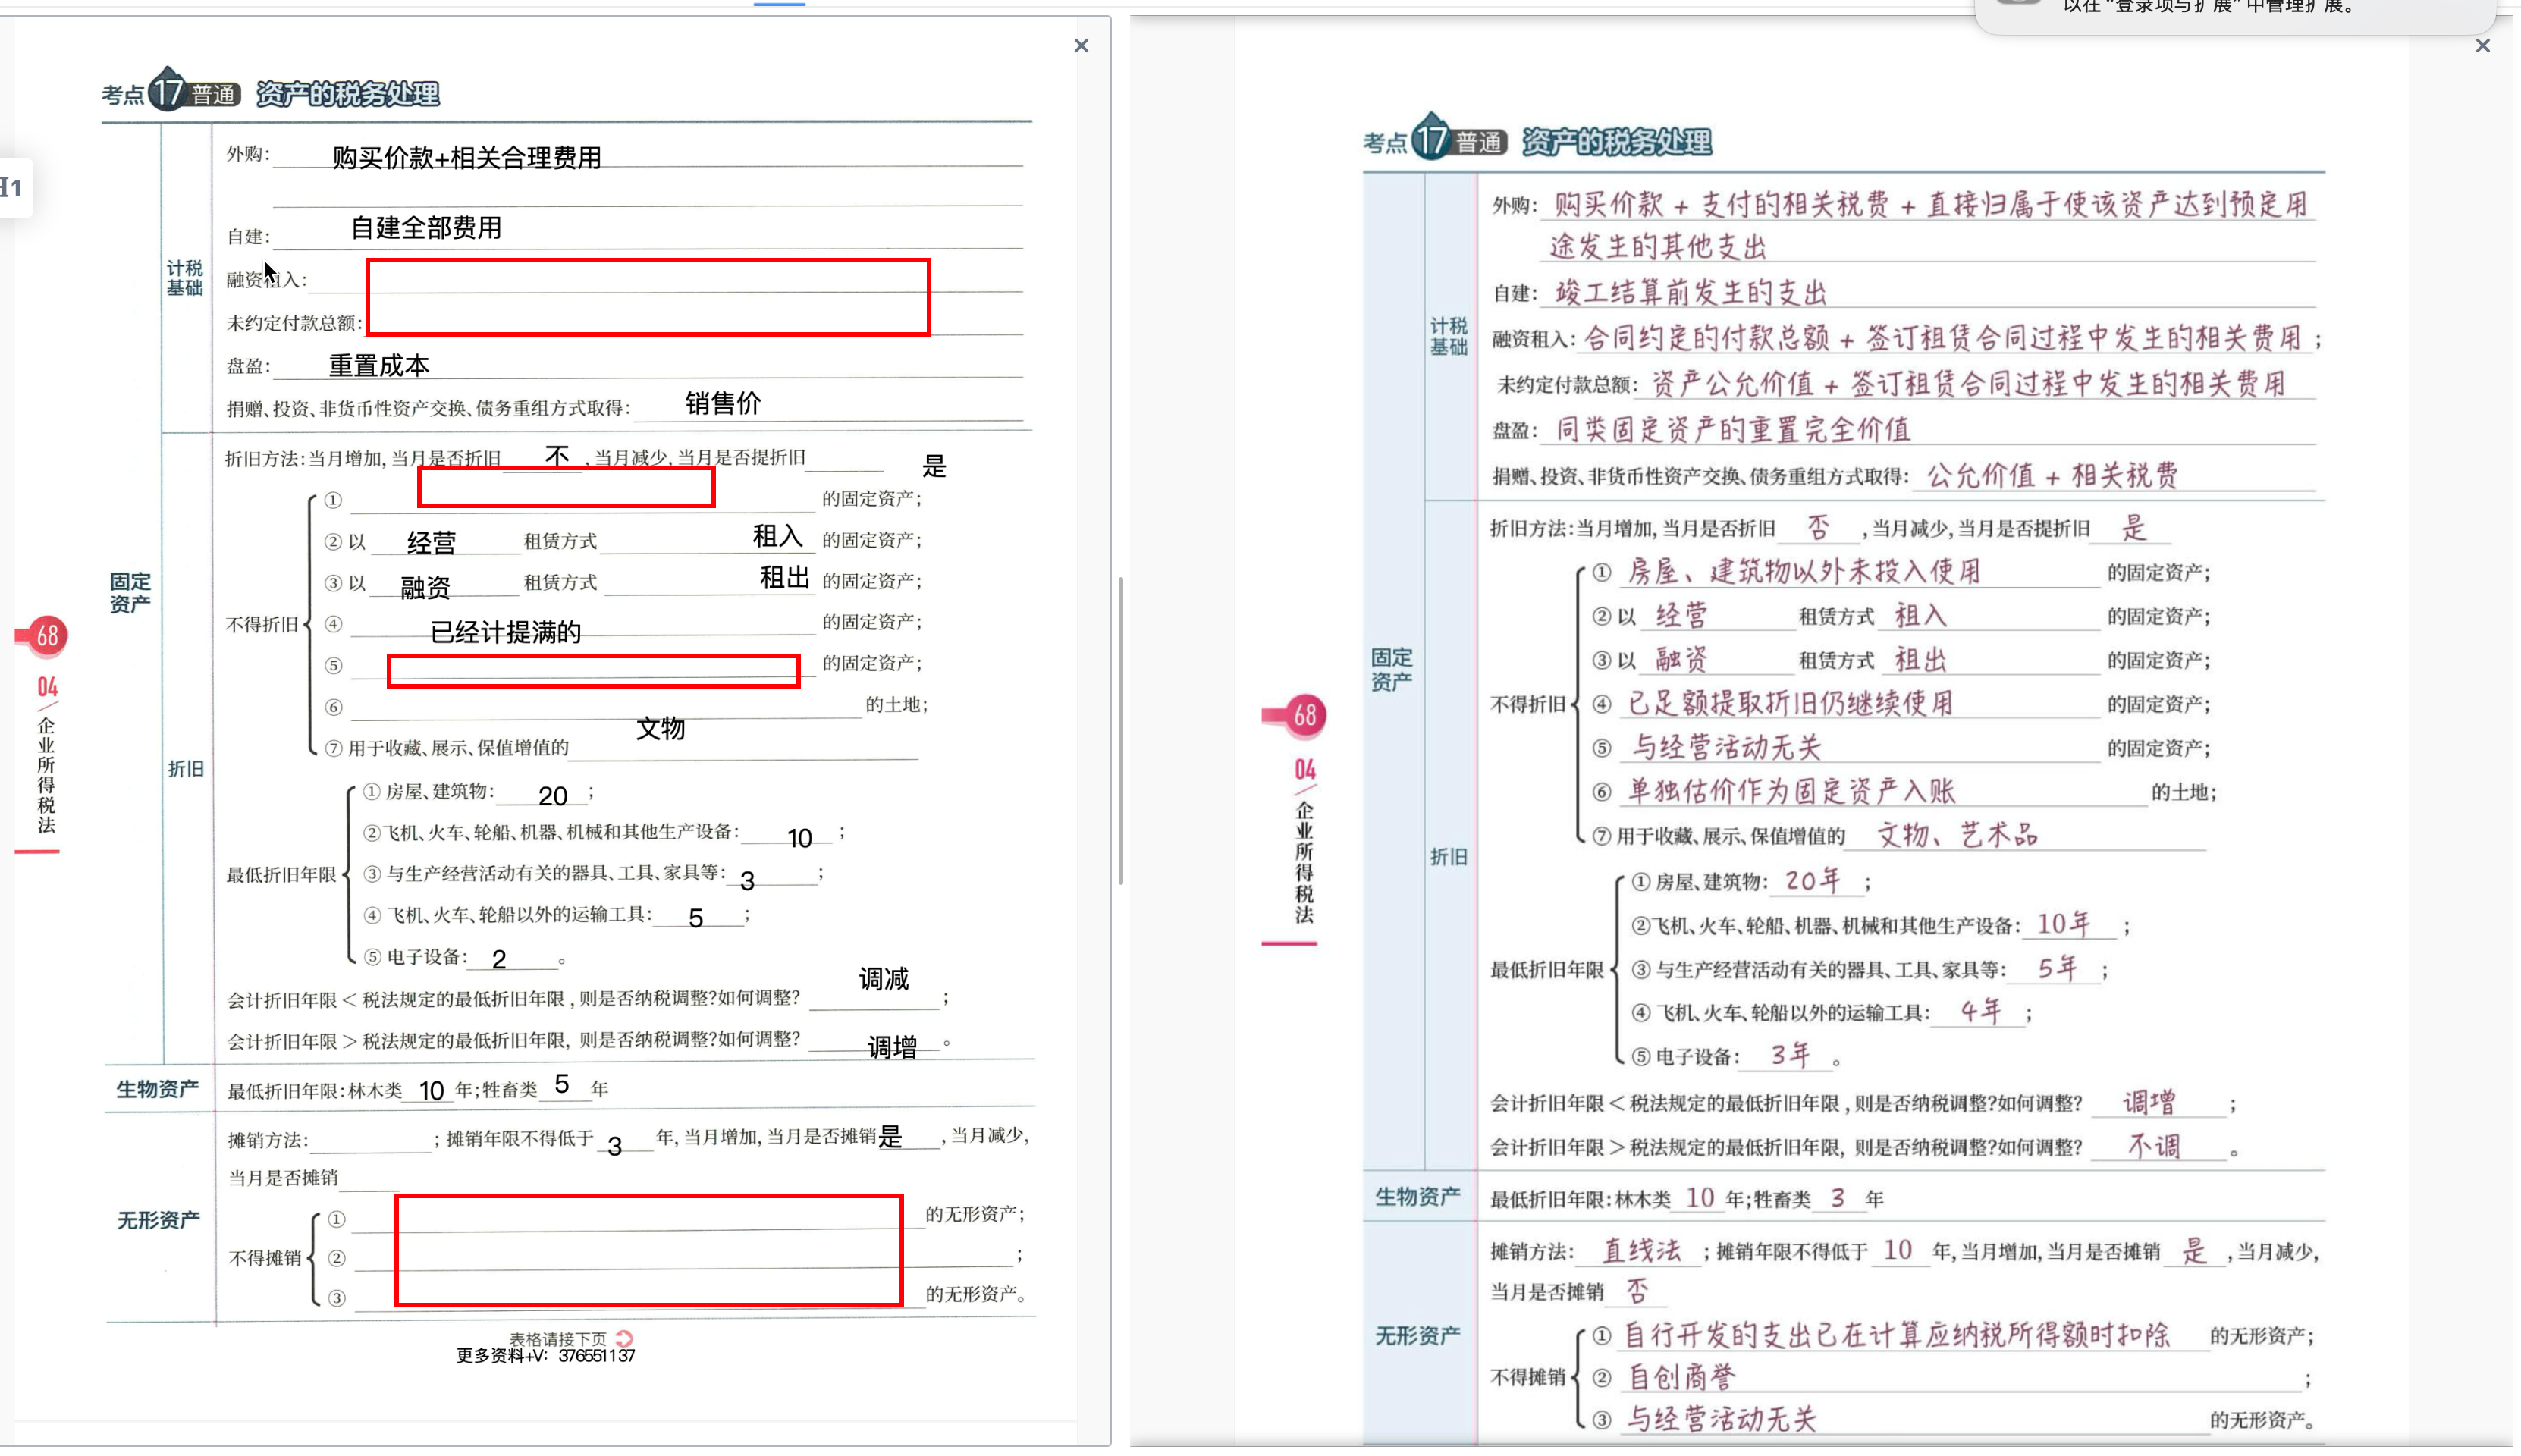 以在“登录项与扩展”中管理扩展。
H1
考点 17 普通 资产的税务处理
外购: 购买价款+相关合理费用
自建: 自建全部费用
计税基础
融资租入:
未约定付款总额:
盘盈: 重置成本
捐赠、投资、非货币性资产交换、债务重组方式取得: 销售价
固定资产
折旧
折旧方法:当月增加,当月是否折旧 不 ,当月减少,当月是否提折旧 是
不得折旧
① 的固定资产;
② 以 经营 租赁方式 租入 的固定资产;
③ 以 融资 租赁方式 租出 的固定资产;
④ 已经计提满的 的固定资产;
⑤ 的固定资产;
⑥ 的土地;
⑦ 用于收藏、展示、保值增值的 文物
最低折旧年限
① 房屋、建筑物: 20 ;
②飞机、火车、轮船、机器、机械和其他生产设备: 10 ;
③ 与生产经营活动有关的器具、工具、家具等: 3 ;
④ 飞机、火车、轮船以外的运输工具: 5 ;
⑤ 电子设备: 2 。
会计折旧年限<税法规定的最低折旧年限,则是否纳税调整?如何调整? 调减 ;
会计折旧年限>税法规定的最低折旧年限,则是否纳税调整?如何调整? 调增 。
生物资产 最低折旧年限:林木类 10 年;牲畜类 5 年
无形资产
摊销方法: ;摊销年限不得低于 3 年,当月增加,当月是否摊销 是 ,当月减少,
当月是否摊销
不得摊销
① 的无形资产;
② ;
③ 的无形资产。
表格请接下页
更多资料+V: 376551137
68
04
企业所得税法
考点 17 普通 资产的税务处理
外购: 购买价款 + 支付的相关税费 + 直接归属于使该资产达到预定用
途发生的其他支出
自建: 竣工结算前发生的支出
计税基础
融资租入: 合同约定的付款总额 + 签订租赁合同过程中发生的相关费用 ;
未约定付款总额: 资产公允价值 + 签订租赁合同过程中发生的相关费用
盘盈: 同类固定资产的重置完全价值
捐赠、投资、非货币性资产交换、债务重组方式取得: 公允价值 + 相关税费
固定资产
折旧
折旧方法:当月增加,当月是否折旧 否 ,当月减少,当月是否提折旧 是
不得折旧
① 房屋、建筑物以外未投入使用 的固定资产;
② 以 经营 租赁方式 租入 的固定资产;
③ 以 融资 租赁方式 租出 的固定资产;
④ 已足额提取折旧仍继续使用 的固定资产;
⑤ 与经营活动无关 的固定资产;
⑥ 单独估价作为固定资产入账 的土地;
⑦ 用于收藏、展示、保值增值的 文物、艺术品
最低折旧年限
① 房屋、建筑物: 20年 ;
②飞机、火车、轮船、机器、机械和其他生产设备: 10年 ;
③ 与生产经营活动有关的器具、工具、家具等: 5年 ;
④ 飞机、火车、轮船以外的运输工具: 4年 ;
⑤ 电子设备: 3年 。
会计折旧年限<税法规定的最低折旧年限,则是否纳税调整?如何调整? 调增 ;
会计折旧年限>税法规定的最低折旧年限,则是否纳税调整?如何调整? 不调 。
生物资产 最低折旧年限:林木类 10 年;牲畜类 3 年
无形资产
摊销方法: 直线法 ;摊销年限不得低于 10 年,当月增加,当月是否摊销 是 ,当月减少,
当月是否摊销 否
不得摊销
① 自行开发的支出已在计算应纳税所得额时扣除 的无形资产;
② 自创商誉 ;
③ 与经营活动无关 的无形资产。
68
04
企业所得税法